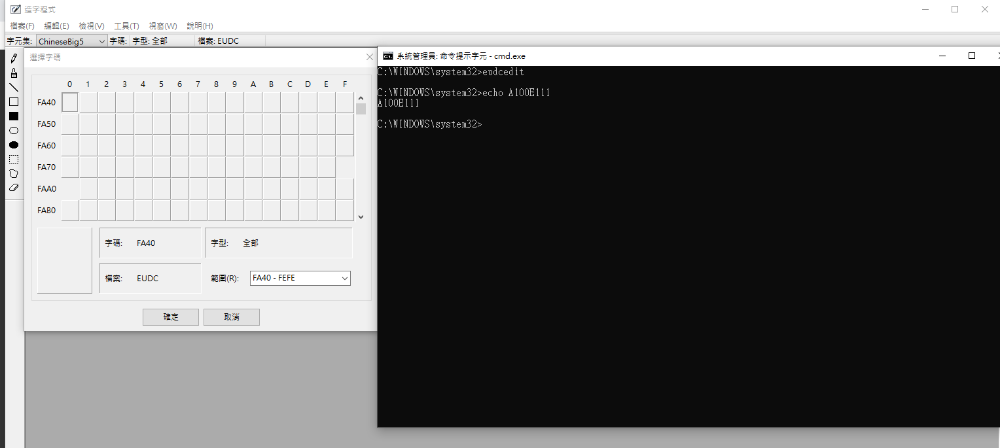 造字程式
檔案(F) 編輯(E) 檢視(V) 工具(T) 視窗(W) 說明(H)
字元集: ChineseBig5 字碼: 字型: 全部 檔案: EUDC
選擇字碼
0 1 2 3 4 5 6 7 8 9 A B C D E F
FA40
FA50
FA60
FA70
FAA0
FAB0
字碼: FA40 字型: 全部
檔案: EUDC 範圍(R): FA40 - FEFE
確定 取消
系統管理員: 命令提示字元 - cmd.exe
C:\WINDOWS\system32>eudcedit
C:\WINDOWS\system32>echo A100E111
A100E111
C:\WINDOWS\system32>